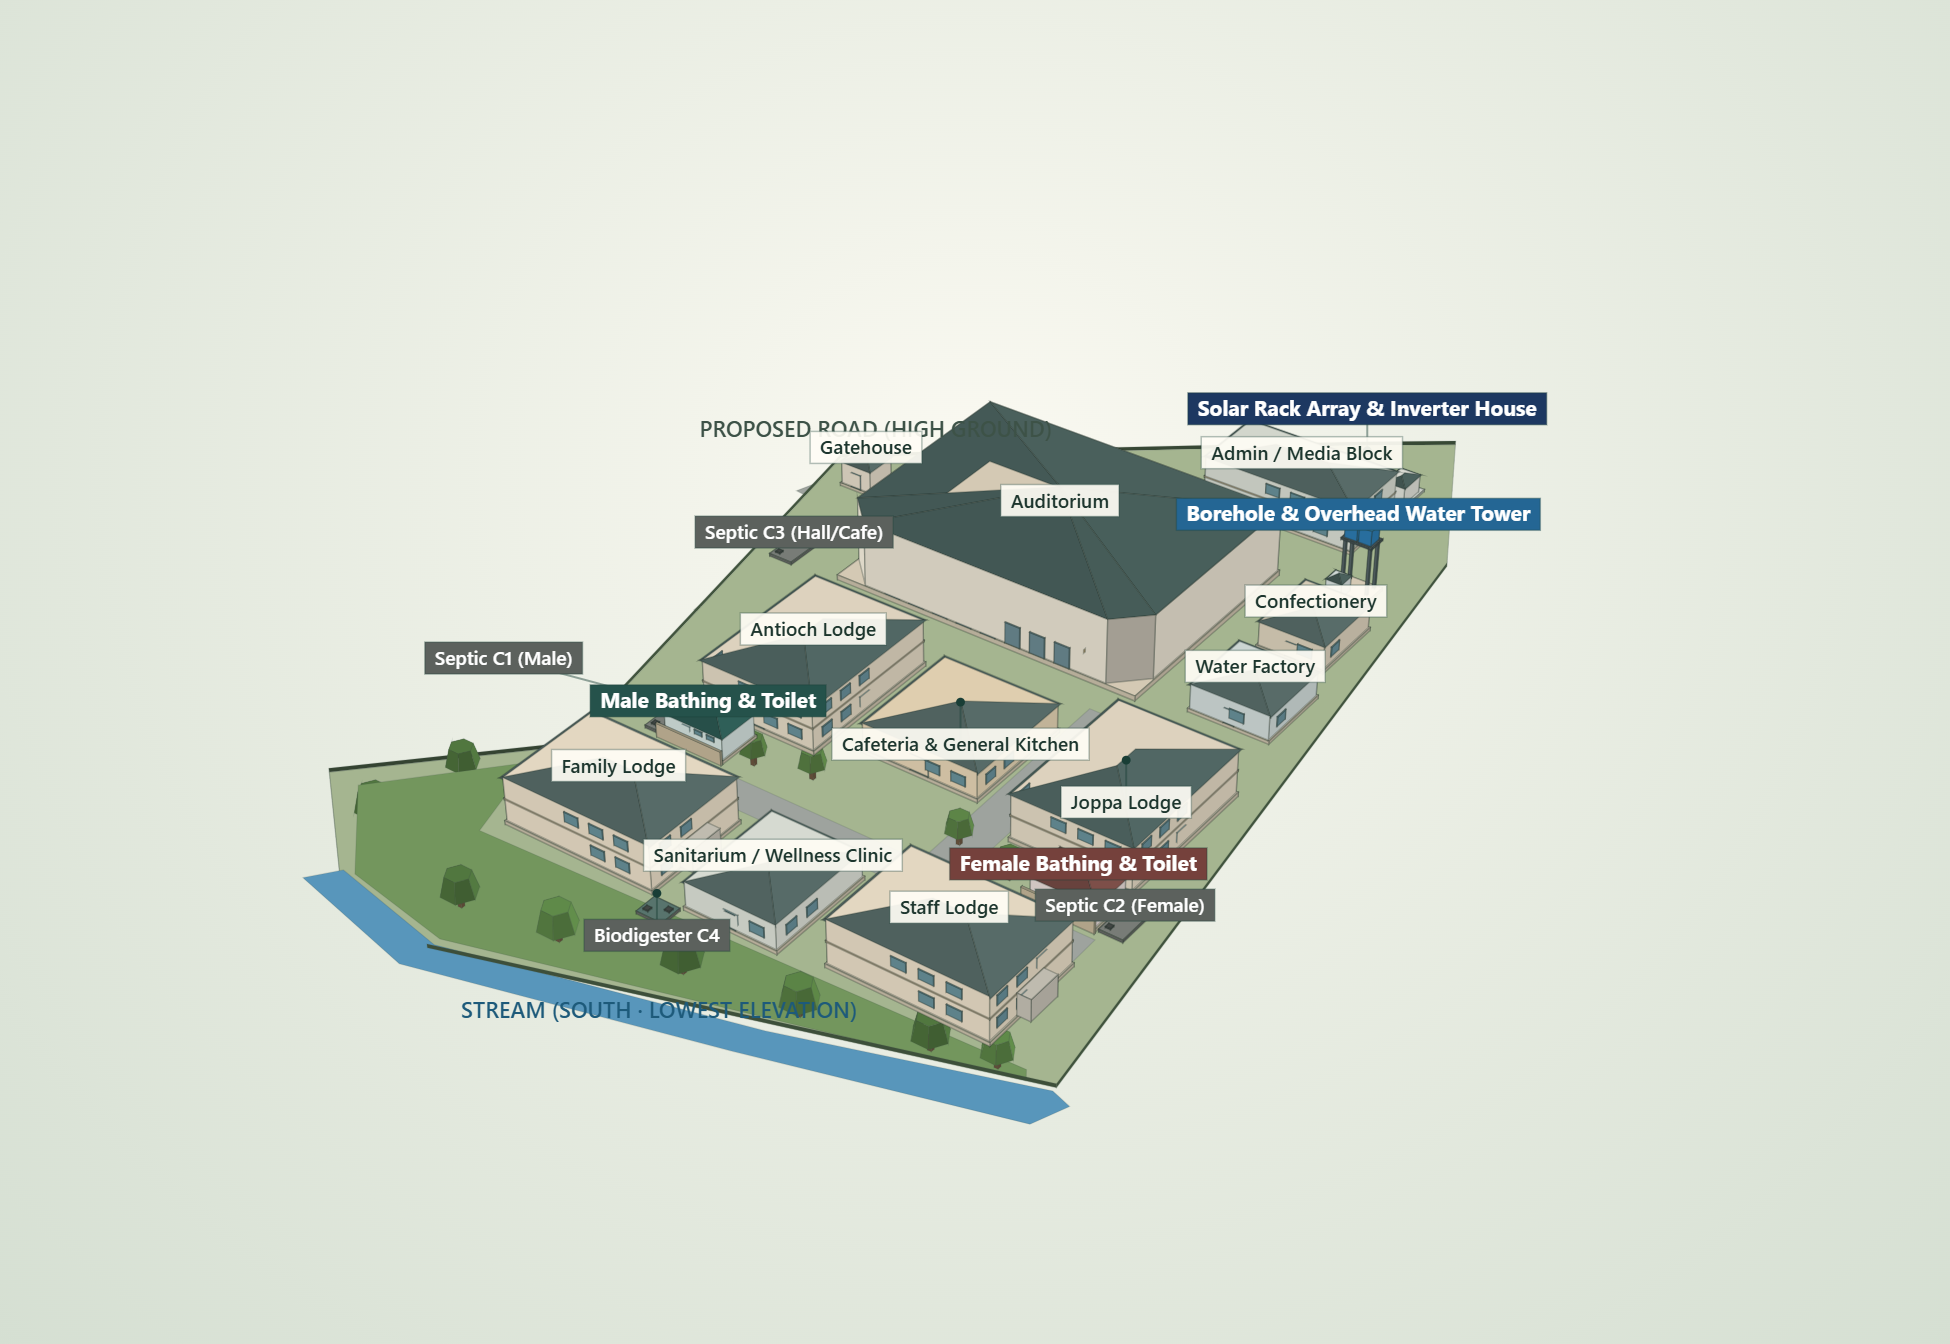 Solar Rack Array & Inverter House
PROPOSED ROAD (HIGH GROUND)
Gatehouse
Admin / Media Block
Auditorium
Borehole & Overhead Water Tower
Septic C3 (Hall/Cafe)
Confectionery
Antioch Lodge
Septic C1 (Male)
Water Factory
Male Bathing & Toilet
Cafeteria & General Kitchen
Family Lodge
Joppa Lodge
Sanitarium / Wellness Clinic
Female Bathing & Toilet
Staff Lodge
Septic C2 (Female)
Biodigester C4
STREAM (SOUTH · LOWEST ELEVATION)